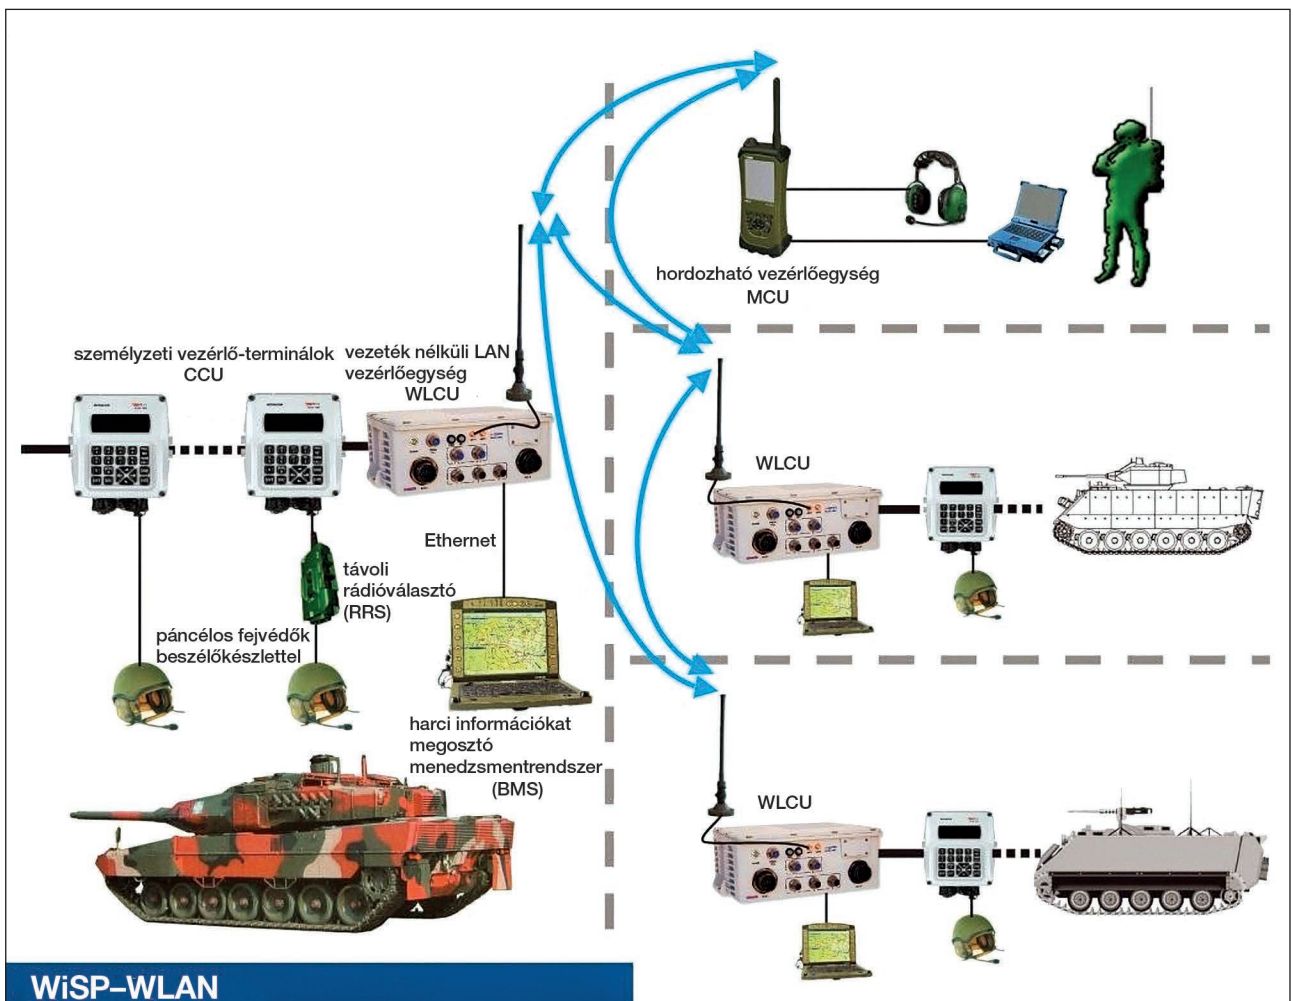 hordozható vezérlőegység
MCU
személyzeti vezérlő-terminálok
CCU
vezeték nélküli LAN
vezérlőegység
WLCU
Ethernet
távoli
rádióválasztó
(RRS)
páncélos fejvédők
beszélőkészlettel
harci információkat
megosztó
menedzsmentrendszer
(BMS)
WLCU
WLCU
WiSP–WLAN